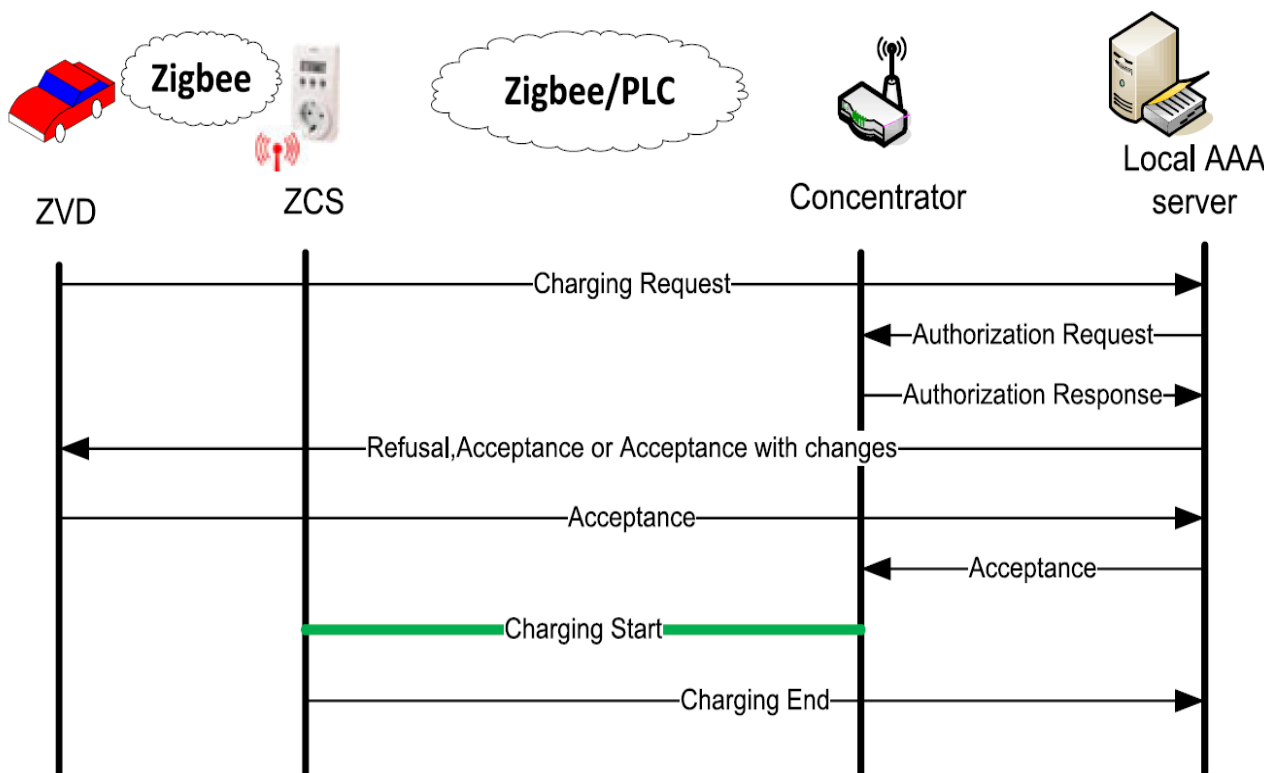 Zigbee
Zigbee/PLC
ZVD
ZCS
Concentrator
Local AAA
server
Charging Request
Authorization Request
Authorization Response
Refusal,Acceptance or Acceptance with changes
Acceptance
Acceptance
Charging Start
Charging End